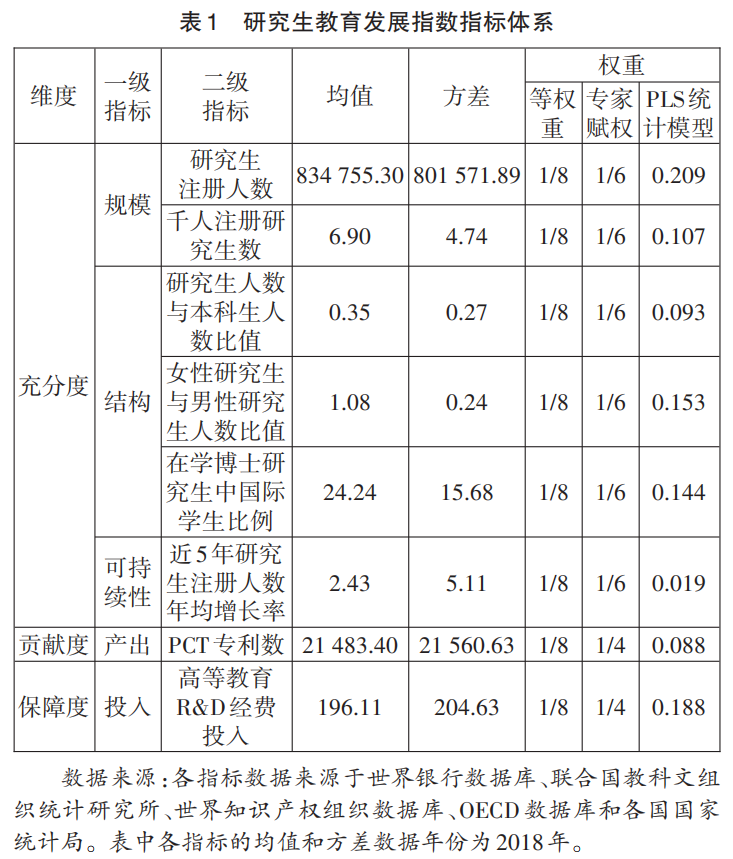 表1 研究生教育发展指数指标体系
维度 一级指标 二级指标 均值 方差 权重
等权重 专家赋权 PLS统计模型
充分度 规模 研究生注册人数 834 755.30 801 571.89 1/8 1/6 0.209
千人注册研究生数 6.90 4.74 1/8 1/6 0.107
结构 研究生人数与本科生人数比值 0.35 0.27 1/8 1/6 0.093
女性研究生与男性研究生人数比值 1.08 0.24 1/8 1/6 0.153
在学博士研究生中国际学生比例 24.24 15.68 1/8 1/6 0.144
可持续性 近5年研究生注册人数年均增长率 2.43 5.11 1/8 1/6 0.019
贡献度 产出 PCT专利数 21 483.40 21 560.63 1/8 1/4 0.088
保障度 投入 高等教育R&D经费投入 196.11 204.63 1/8 1/4 0.188
数据来源:各指标数据来源于世界银行数据库、联合国教科文组
织统计研究所、世界知识产权组织数据库、OECD数据库和各国国家
统计局。表中各指标的均值和方差数据年份为2018年。